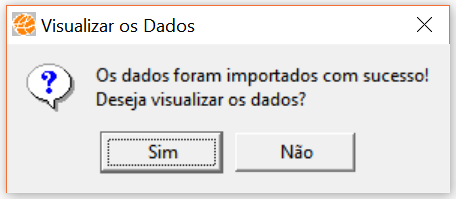 Visualizar os Dados
Os dados foram importados com sucesso!
Deseja visualizar os dados?
Sim
Não